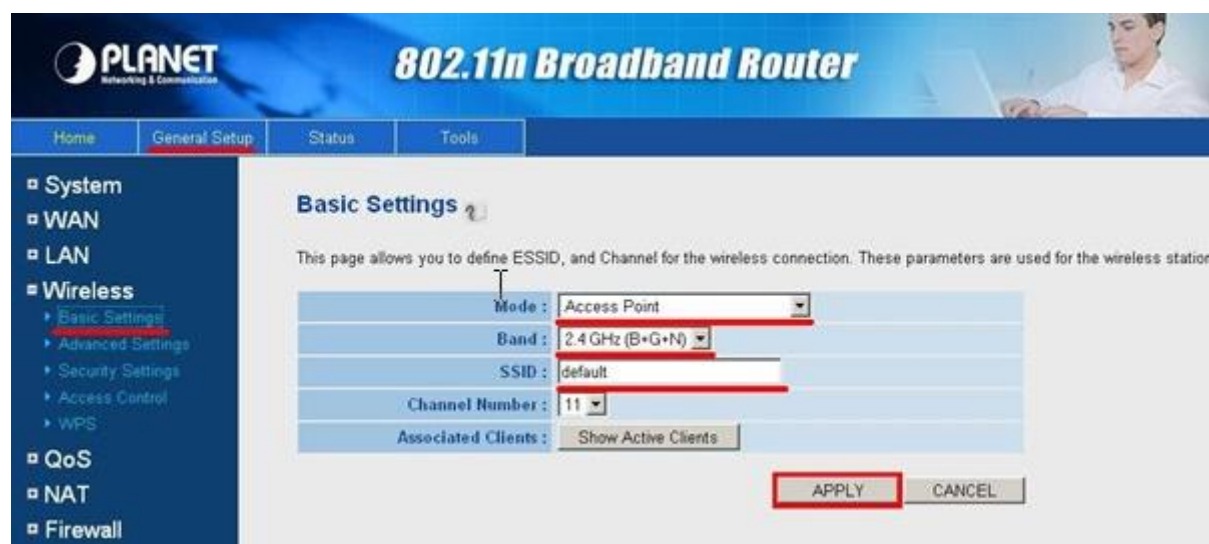 PLANET
Networking & Communication
802.11n Broadband Router
Home General Setup Status Tools
System
WAN
LAN
Wireless
Basic Settings
Advanced Settings
Security Settings
Access Control
WPS
QoS
NAT
Firewall
Basic Settings
This page allows you to define ESSID, and Channel for the wireless connection. These parameters are used for the wireless station
Mode : Access Point
Band : 2.4 GHz (B+G+N)
SSID : default
Channel Number : 11
Associated Clients : Show Active Clients
APPLY CANCEL